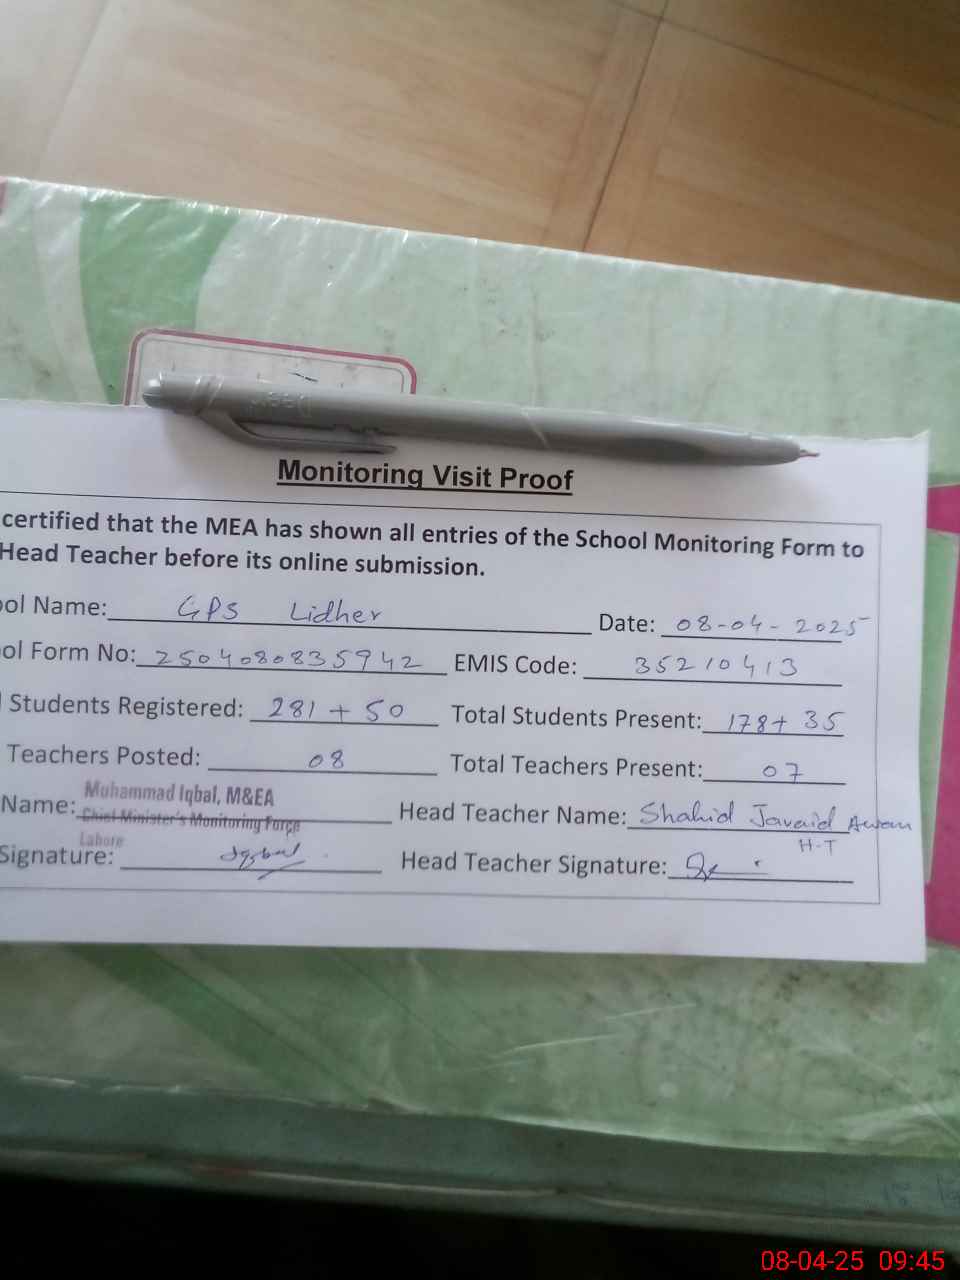 Monitoring Visit Proof
certified that the MEA has shown all entries of the School Monitoring Form to
Head Teacher before its online submission.
ool Name: GPS Lidher Date: 08-04-2025
ol Form No: 2504080835942 EMIS Code: 35210413
l Students Registered: 281 + 50 Total Students Present: 178 + 35
Teachers Posted: 08 Total Teachers Present: 07
Name: Muhammad Iqbal, M&EA Head Teacher Name: Shahid Javaid Awan
Chief Minister's Monitoring Force
Lahore H-T
Signature: Iqbal Head Teacher Signature:
08-04-25 09:45